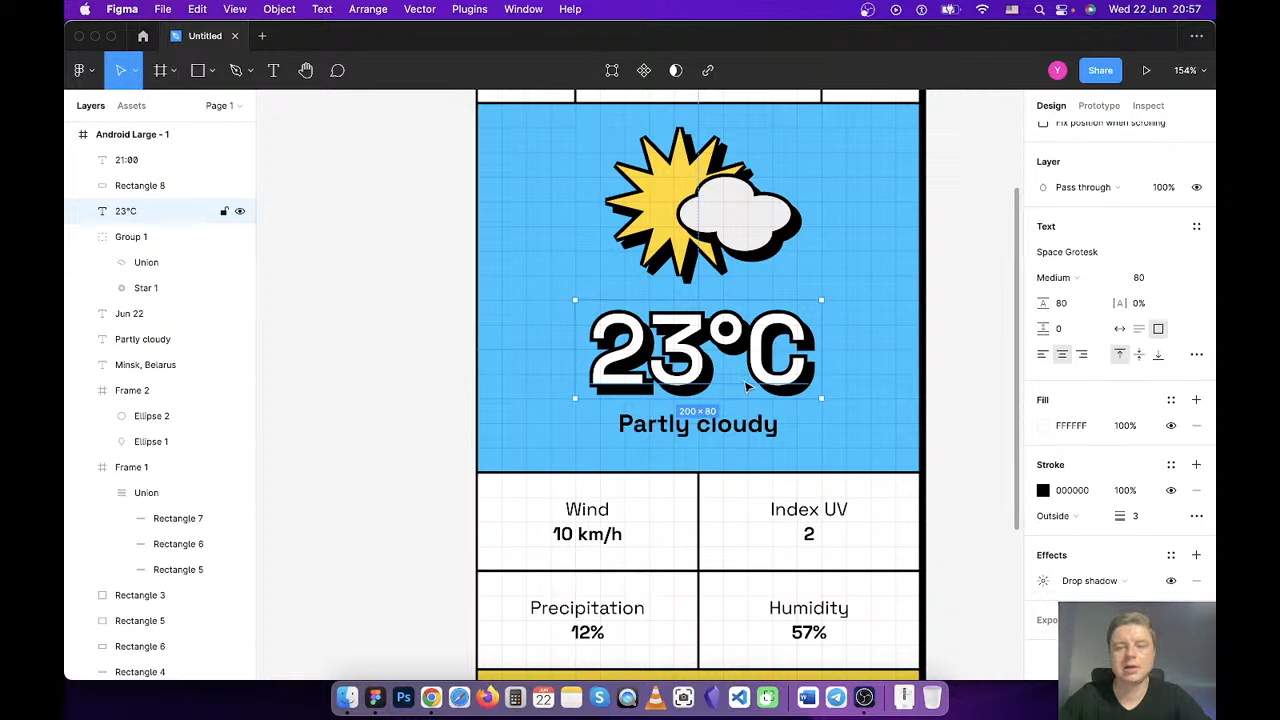 Figma File Edit View Object Text Arrange Vector Plugins Window Help Wed 22 Jun 20:57
Untitled
Share 154%
Layers Assets Page 1
Design Prototype Inspect
Fix position when scrolling
Android Large - 1
21:00
Rectangle 8
23°C
Group 1
Union
Star 1
Jun 22
Partly cloudy
Minsk, Belarus
Frame 2
Ellipse 2
Ellipse 1
Frame 1
Union
Rectangle 7
Rectangle 6
Rectangle 5
Rectangle 3
Rectangle 5
Rectangle 6
Rectangle 4
23°C
200 × 80
Partly cloudy
Wind
10 km/h
Index UV
2
Precipitation
12%
Humidity
57%
Layer
Pass through 100%
Text
Space Grotesk
Medium 80
80 0%
0
Fill
FFFFFF 100%
Stroke
000000 100%
Outside 3
Effects
Drop shadow